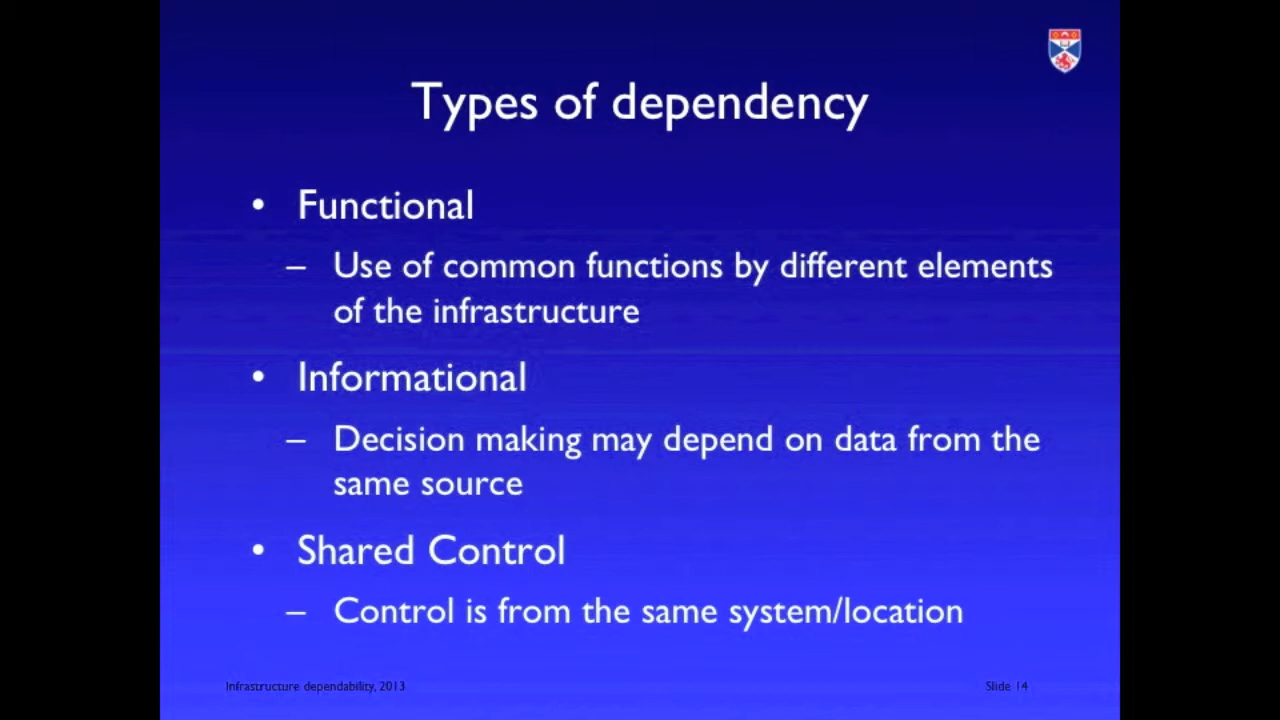 Types of dependency
• Functional
– Use of common functions by different elements
of the infrastructure
• Informational
– Decision making may depend on data from the
same source
• Shared Control
– Control is from the same system/location
Infrastructure dependability, 2013
Slide 14